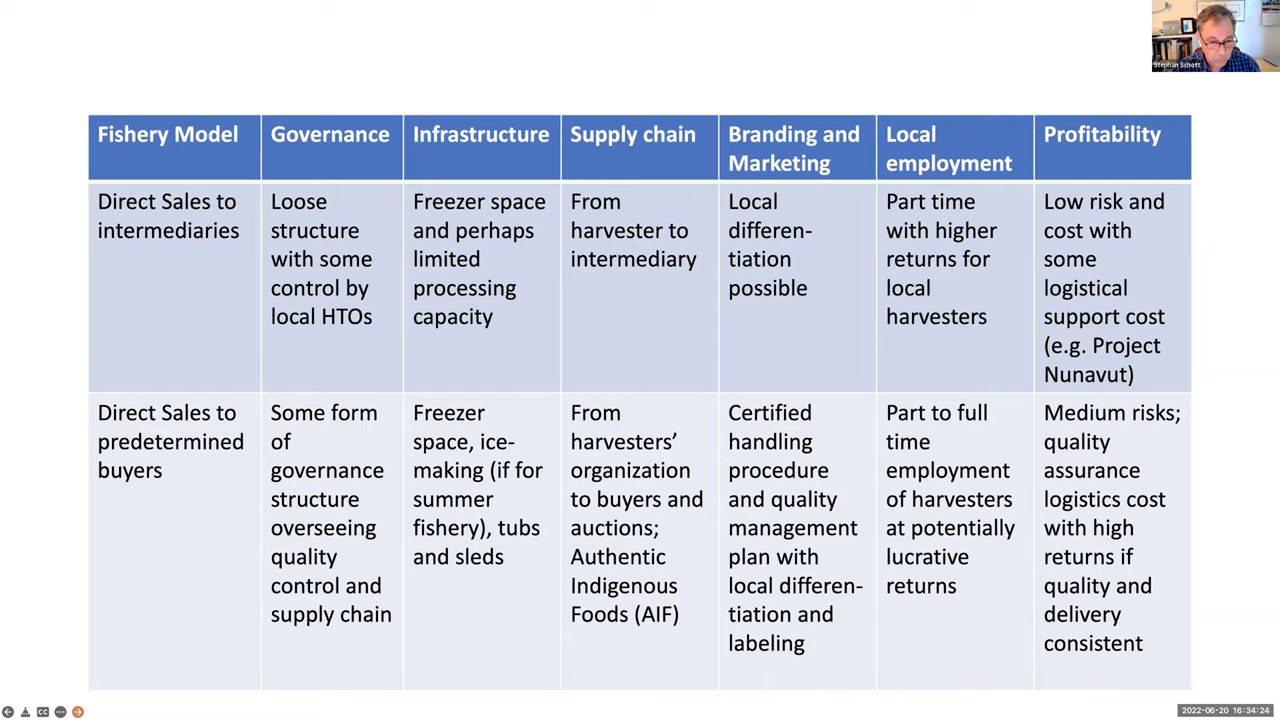 Stephan Schott
Fishery Model
Governance
Infrastructure
Supply chain
Branding and
Marketing
Local
employment
Profitability
Direct Sales to
intermediaries
Loose
structure
with some
control by
local HTOs
Freezer space
and perhaps
limited
processing
capacity
From
harvester to
intermediary
Local
differen-
tiation
possible
Part time
with higher
returns for
local
harvesters
Low risk and
cost with
some
logistical
support cost
(e.g. Project
Nunavut)
Direct Sales to
predetermined
buyers
Some form
of
governance
structure
overseeing
quality
control and
supply chain
Freezer
space, ice-
making (if for
summer
fishery), tubs
and sleds
From
harvesters’
organization
to buyers and
auctions;
Authentic
Indigenous
Foods (AIF)
Certified
handling
procedure
and quality
management
plan with
local differen-
tiation and
labeling
Part to full
time
employment
of harvesters
at potentially
lucrative
returns
Medium risks;
quality
assurance
logistics cost
with high
returns if
quality and
delivery
consistent
CC
2022-06-20 16:34:24